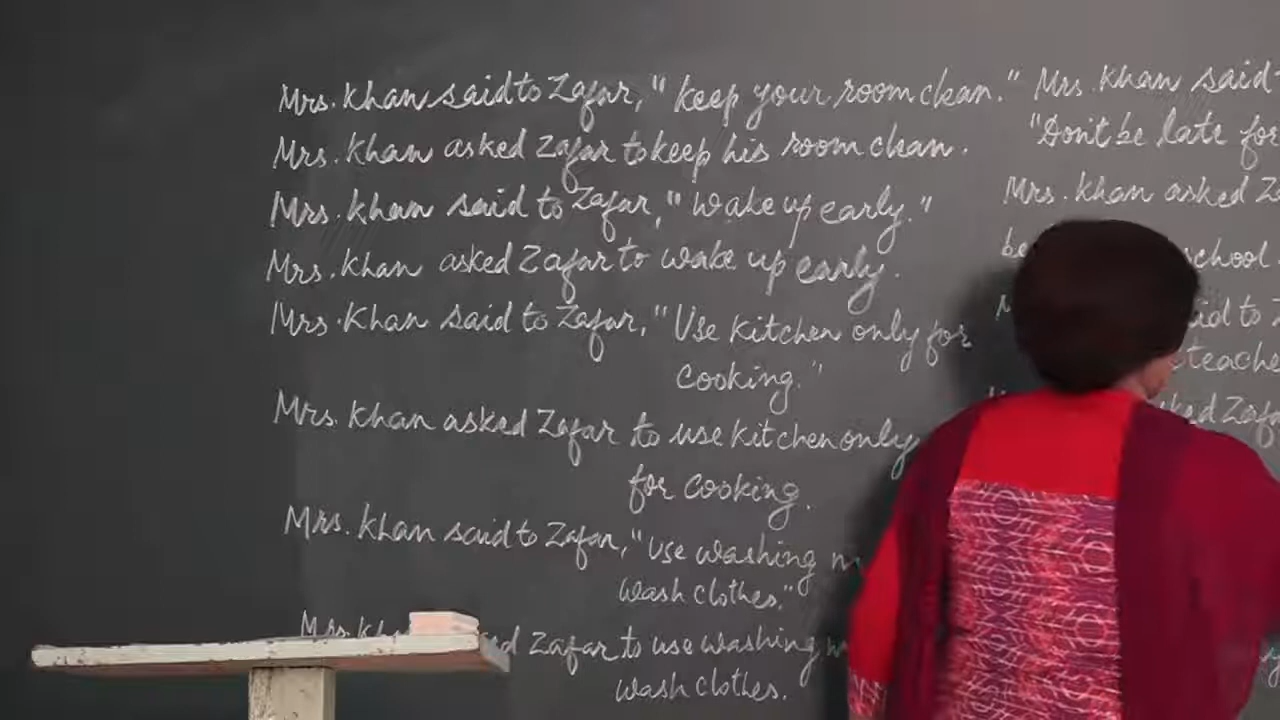 Mrs. Khan said to Zafar, "keep your room clean."
Mrs. Khan asked Zafar to keep his room clean.
Mrs. Khan said to Zafar, "Wake up early."
Mrs. Khan asked Zafar to wake up early.
Mrs. Khan said to Zafar, "Use Kitchen only for
cooking."
Mrs. Khan asked Zafar to use kitchen only
for cooking.
Mrs. Khan said to Zafar, "Use washing
wash clothes."
Zafar to use washing
wash clothes.
Mrs. Khan said
"Don't be late for
Mrs. Khan asked
school.
to